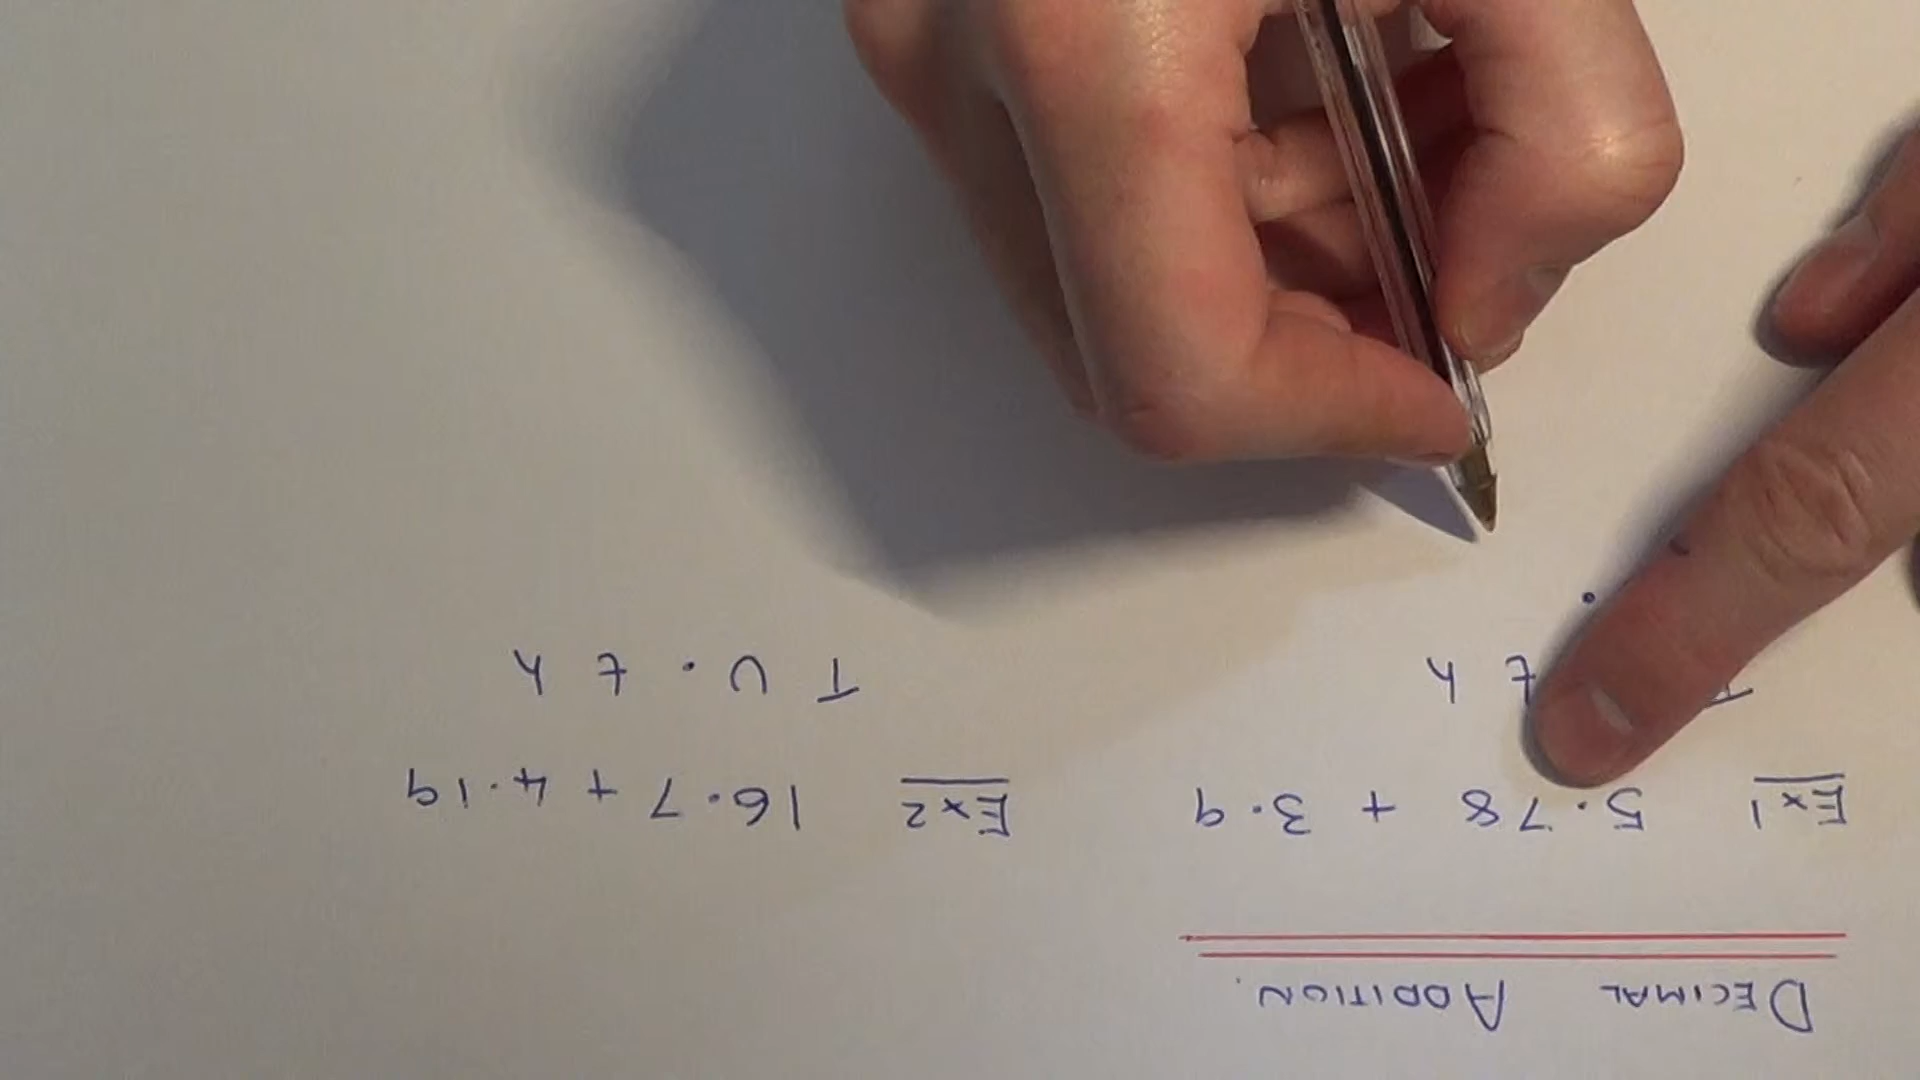 DECIMAL ADDITION.
Ex1 5.78 + 3.9
T t h
.
Ex2 16.7 + 4.19
T U . t h